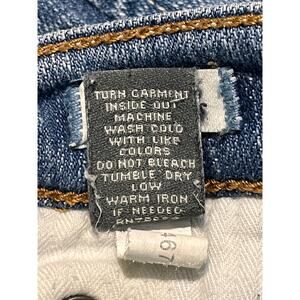 TURN GARMENT
INSIDE OUT
MACHINE
WASH COLD
WITH LIKE
COLORS
DO NOT BLEACH
TUMBLE DRY
LOW
WARM IRON
IF NEEDED
467